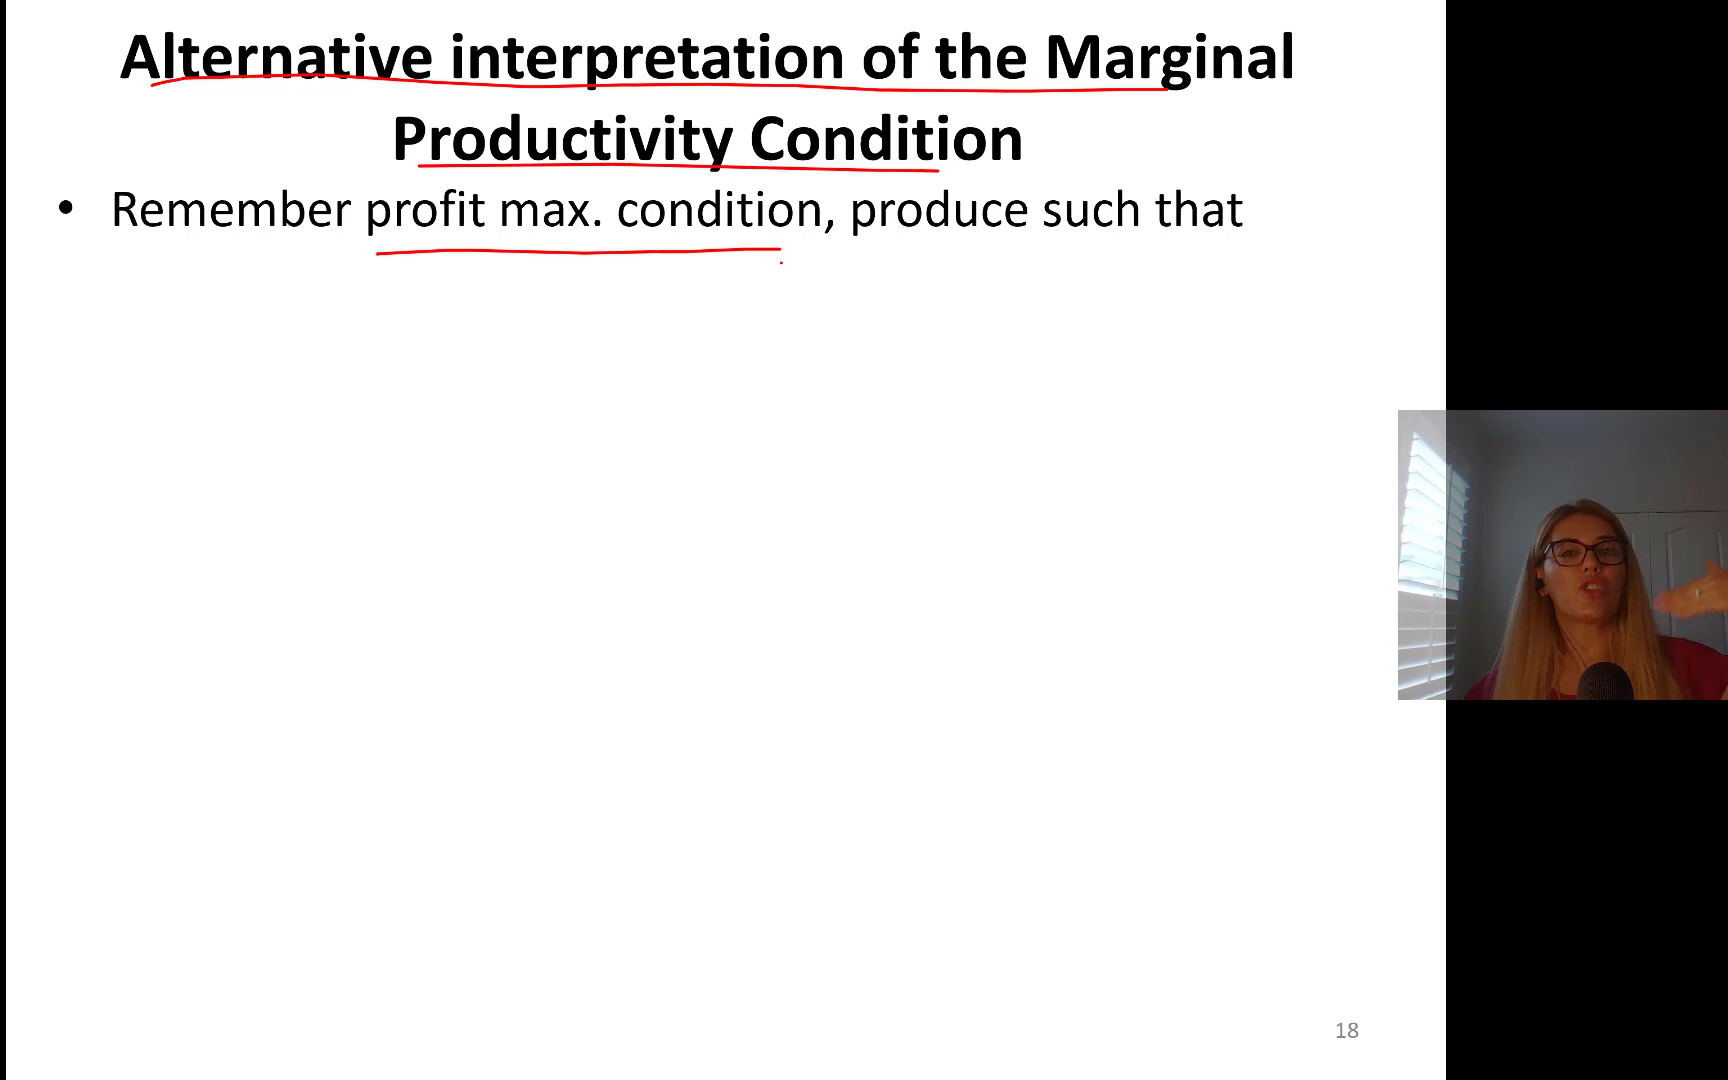 Alternative interpretation of the Marginal
Productivity Condition
• Remember profit max. condition, produce such that
18